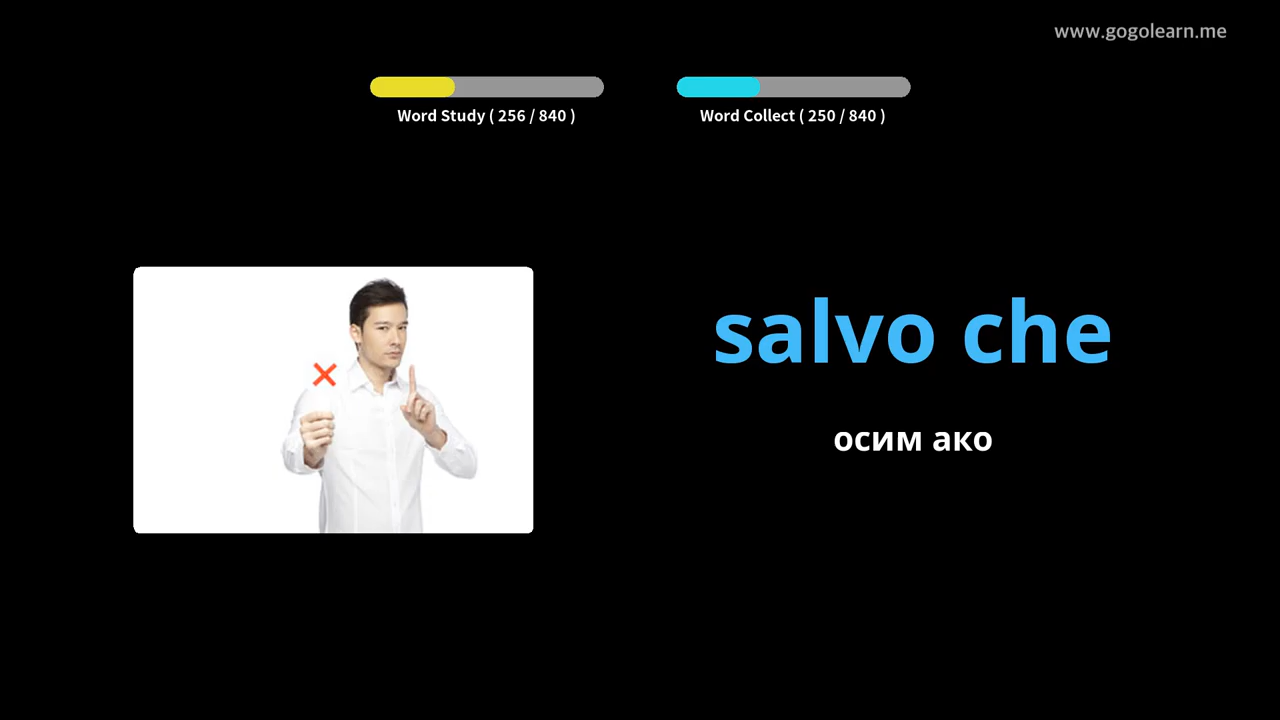 www.gogolearn.me
Word Study ( 256 / 840 )
Word Collect ( 250 / 840 )
salvo che
осим ако